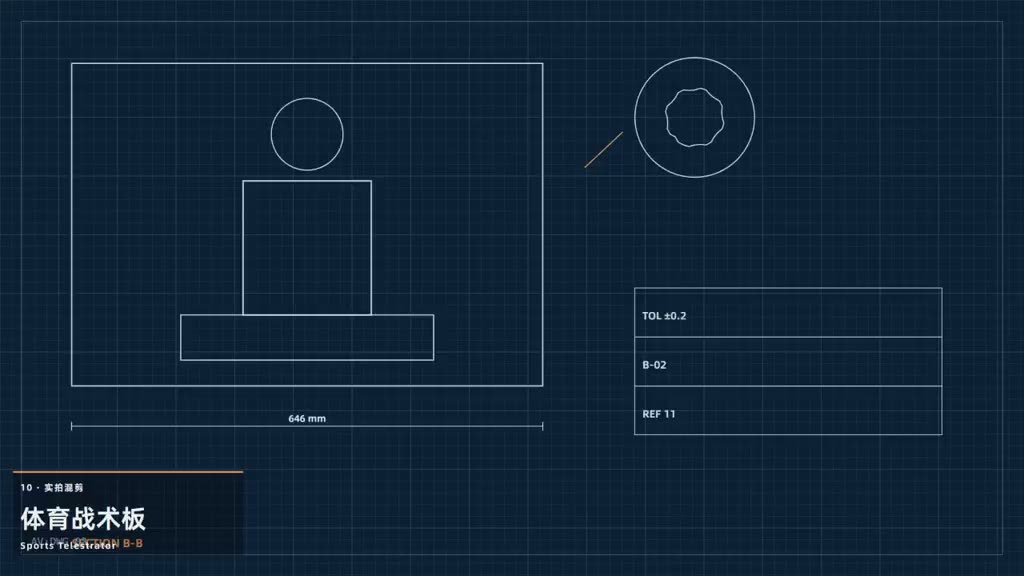 TOL ±0.2
B-02
REF 11
646 mm
10 · 实拍混剪
体育战术板
SECTION B-B
Sports Telestrator